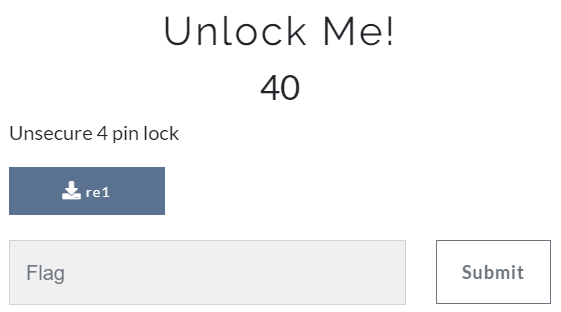 Unlock Me!
40
Unsecure 4 pin lock
re1
Flag
Submit